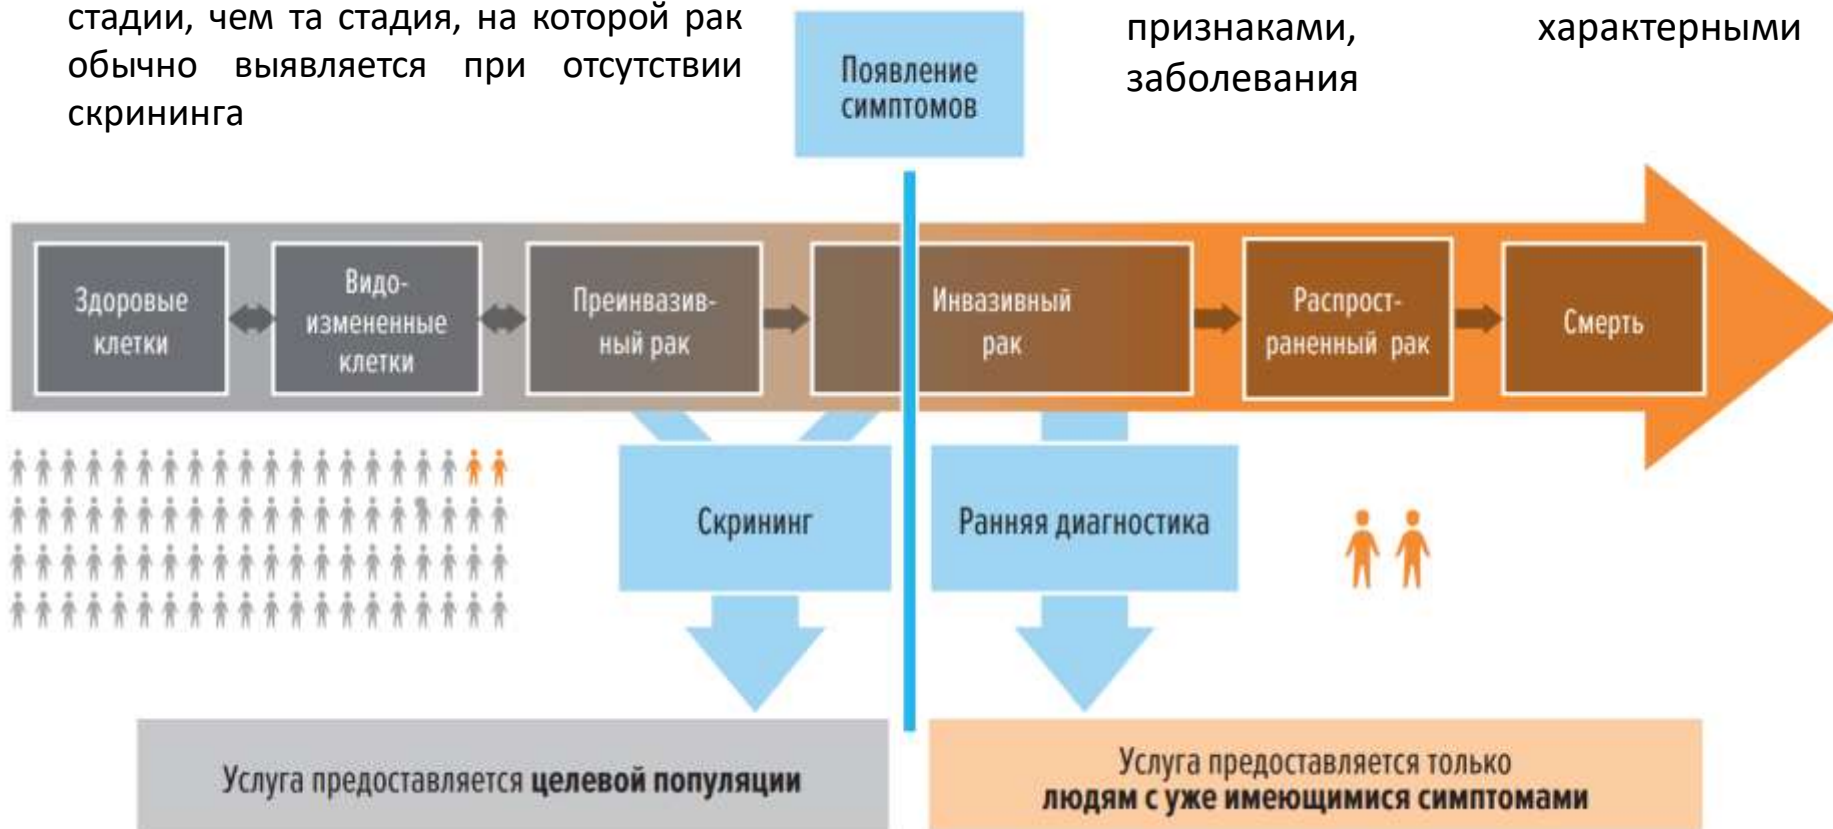 стадии, чем та стадия, на которой рак
обычно выявляется при отсутствии
скрининга
признаками, характерными
заболевания
Появление
симптомов
Здоровые
клетки
Видо-
измененные
клетки
Преинвазив-
ный рак
Инвазивный
рак
Распрост-
раненный рак
Смерть
Скрининг
Ранняя диагностика
Услуга предоставляется целевой популяции
Услуга предоставляется только
людям с уже имеющимися симптомами